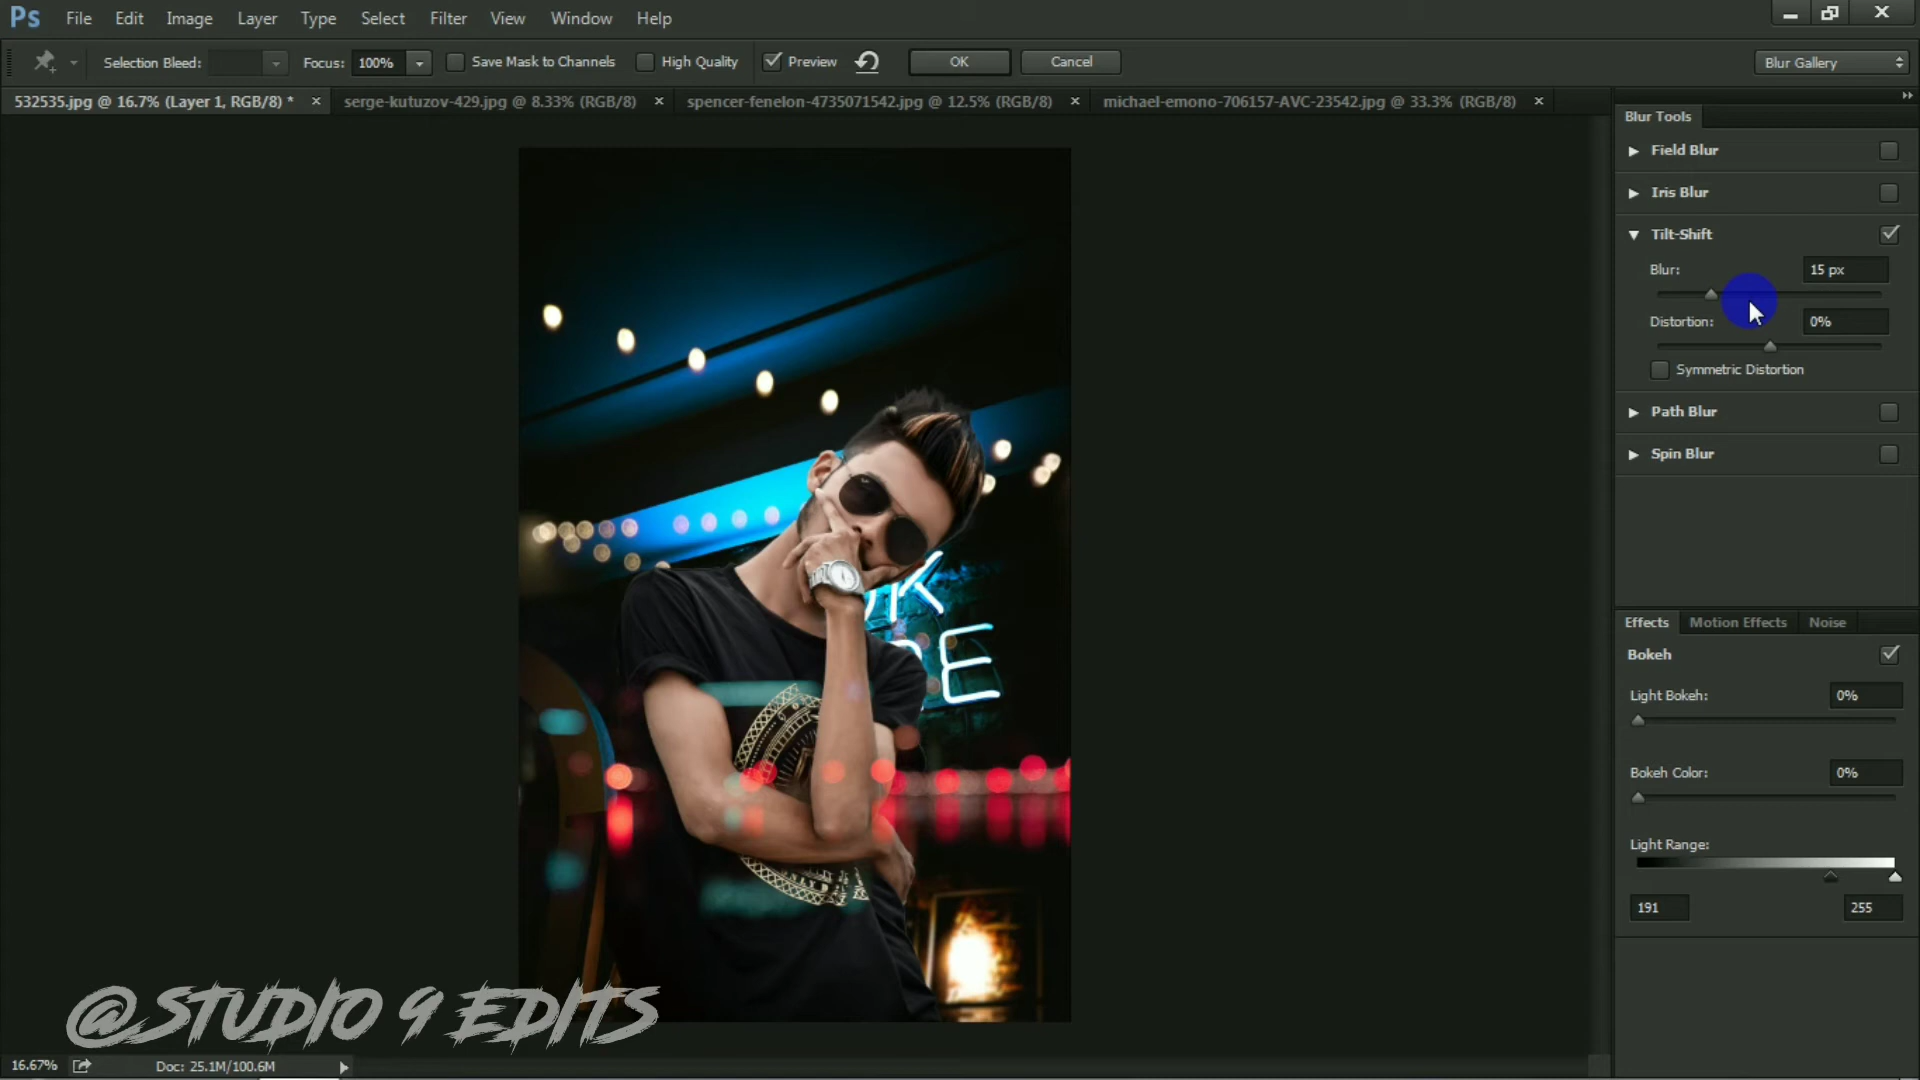 Ps File Edit Image Layer Type Select Filter View Window Help
Selection Bleed: Focus: 100% Save Mask to Channels High Quality Preview OK Cancel Blur Gallery
532535.jpg @ 16.7% (Layer 1, RGB/8) * × serge-kutuzov-429.jpg @ 8.33% (RGB/8) × spencer-fenelon-4735071542.jpg @ 12.5% (RGB/8) × michael-emono-706157-AVC-23542.jpg @ 33.3% (RGB/8) ×
Blur Tools
Field Blur
Iris Blur
Tilt-Shift
Blur: 15 px
Distortion: 0%
Symmetric Distortion
Path Blur
Spin Blur
K
E
Effects Motion Effects Noise
Bokeh
Light Bokeh: 0%
Bokeh Color: 0%
Light Range:
191 255
@STUDIO 9 EDITS
16.67% Doc: 25.1M/100.6M